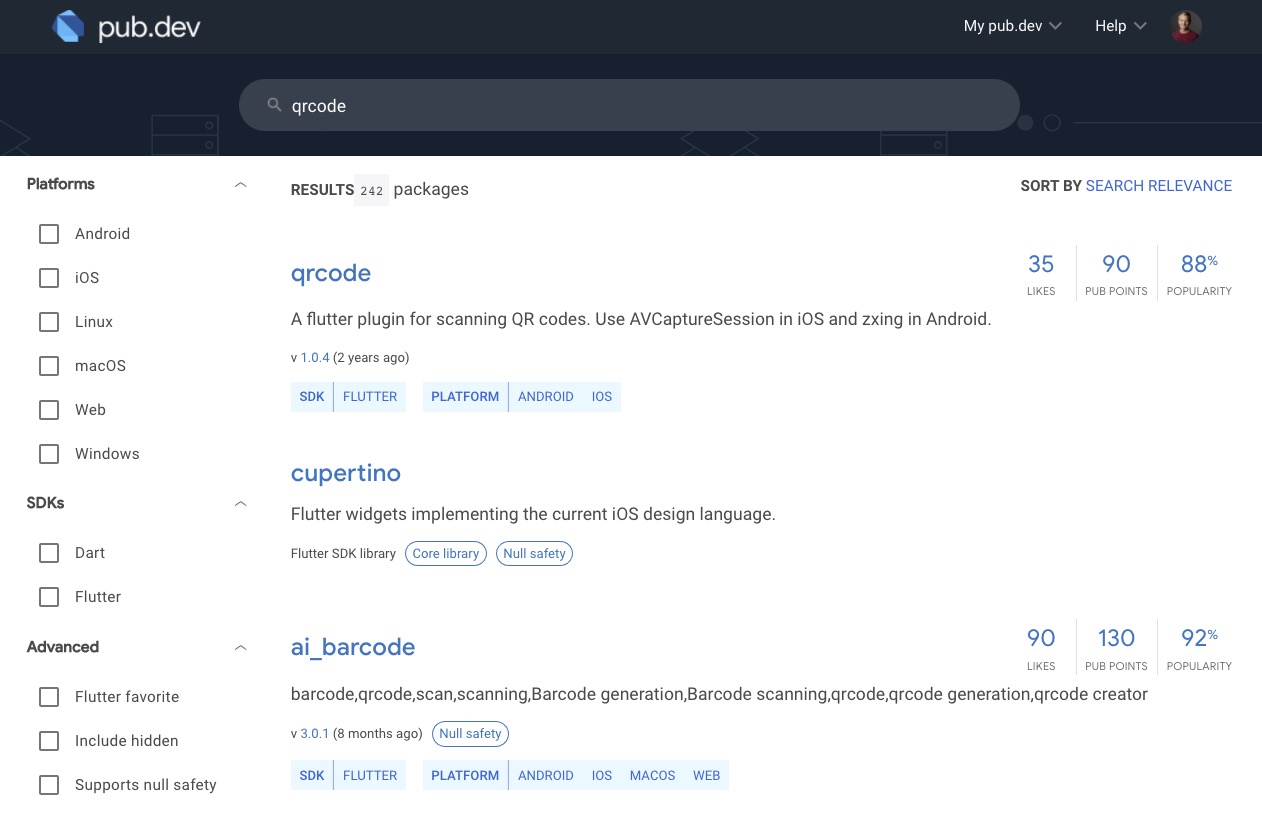 pub.dev
My pub.dev
Help
qrcode
Platforms
Android
iOS
Linux
macOS
Web
Windows
SDKs
Dart
Flutter
Advanced
Flutter favorite
Include hidden
Supports null safety
RESULTS 242 packages
SORT BY SEARCH RELEVANCE
qrcode
35 LIKES
90 PUB POINTS
88% POPULARITY
A flutter plugin for scanning QR codes. Use AVCaptureSession in iOS and zxing in Android.
v 1.0.4 (2 years ago)
SDK FLUTTER PLATFORM ANDROID IOS
cupertino
Flutter widgets implementing the current iOS design language.
Flutter SDK library Core library Null safety
ai_barcode
90 LIKES
130 PUB POINTS
92% POPULARITY
barcode,qrcode,scan,scanning,Barcode generation,Barcode scanning,qrcode,qrcode generation,qrcode creator
v 3.0.1 (8 months ago) Null safety
SDK FLUTTER PLATFORM ANDROID IOS MACOS WEB